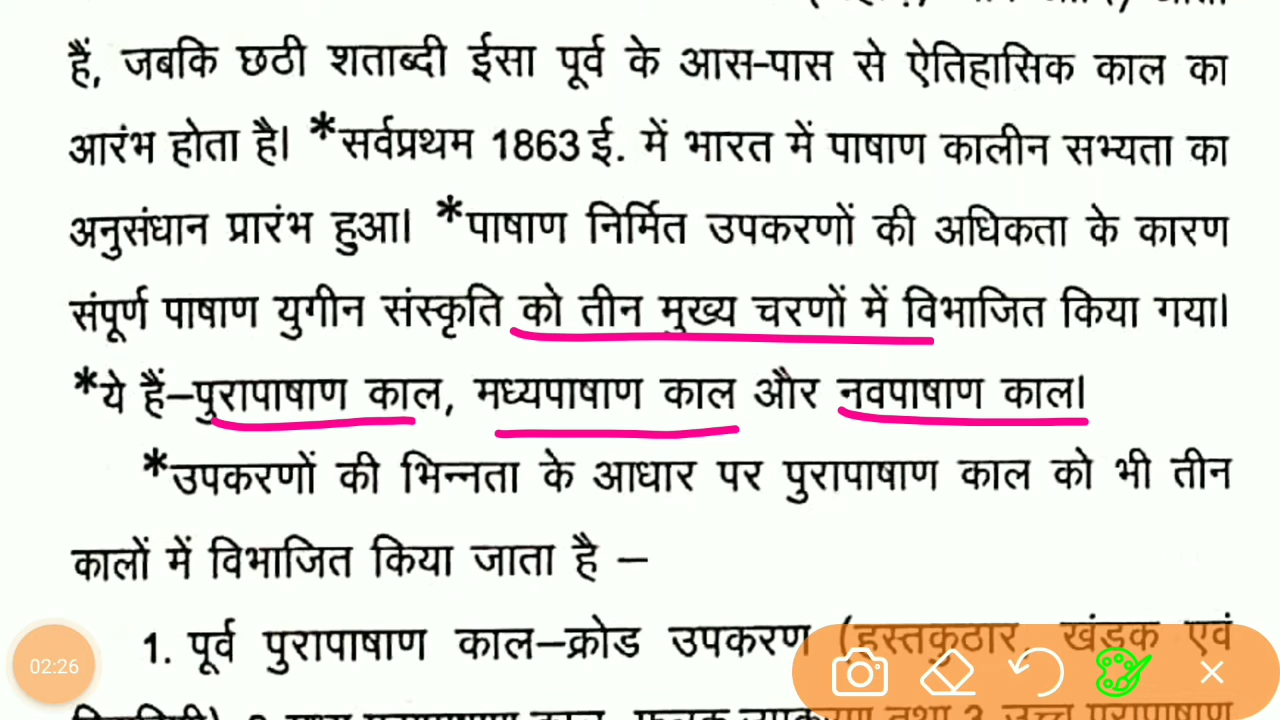 हैं, जबकि छठी शताब्दी ईसा पूर्व के आस-पास से ऐतिहासिक काल का
आरंभ होता है। *सर्वप्रथम 1863 ई. में भारत में पाषाण कालीन सभ्यता का
अनुसंधान प्रारंभ हुआ। *पाषाण निर्मित उपकरणों की अधिकता के कारण
संपूर्ण पाषाण युगीन संस्कृति को तीन मुख्य चरणों में विभाजित किया गया।
*ये हैं–पुरापाषाण काल, मध्यपाषाण काल और नवपाषाण काल।
*उपकरणों की भिन्नता के आधार पर पुरापाषाण काल को भी तीन
कालों में विभाजित किया जाता है –
1. पूर्व पुरापाषाण काल–क्रोड उपकरण (हस्तकुठार, खंडक एवं
02:26